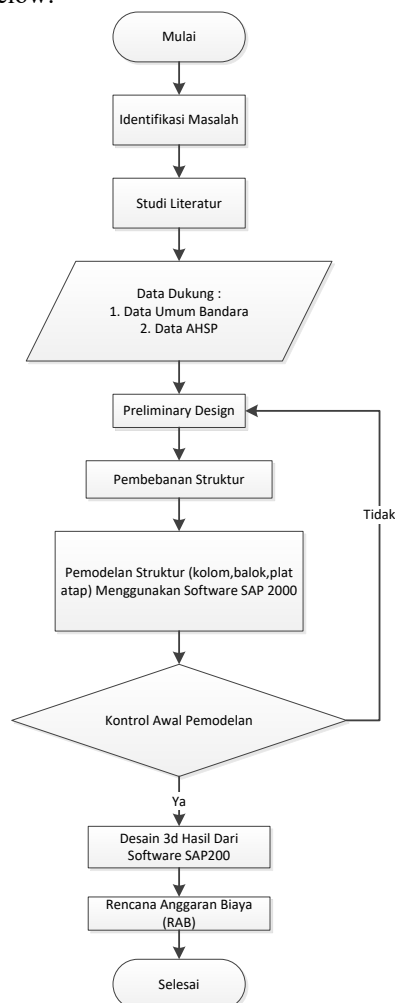 Mulai
Identifikasi Masalah
Studi Literatur
Data Dukung :
1. Data Umum Bandara
2. Data AHSP
Preliminary Design
Pembebanan Struktur
Tidak
Pemodelan Struktur (kolom,balok,plat
atap) Menggunakan Software SAP 2000
Kontrol Awal Pemodelan
Ya
Desain 3d Hasil Dari
Software SAP200
Rencana Anggaran Biaya
(RAB)
Selesai